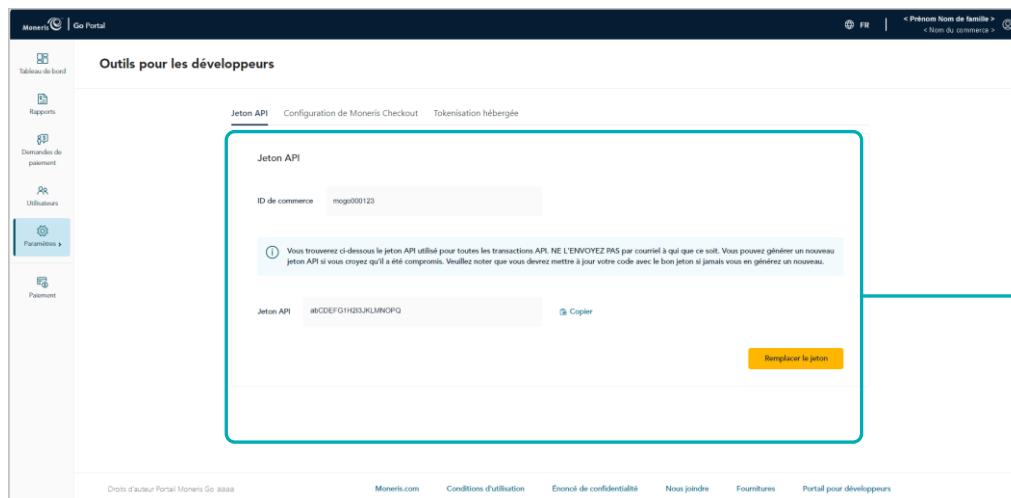 Moneris Go Portal
FR
< Prénom Nom de famille >
< Nom du commerce >
Tableau de bord
Rapports
Demandes de
paiement
Utilisateurs
Paramètres
Paiement
Outils pour les développeurs
Jeton API Configuration de Moneris Checkout Tokenisation hébergée
Jeton API
ID de commerce mogo000123
Vous trouverez ci-dessous le jeton API utilisé pour toutes les transactions API. NE L'ENVOYEZ PAS par courriel à qui que ce soit. Vous pouvez générer un nouveau
jeton API si vous croyez qu'il a été compromis. Veuillez noter que vous devrez mettre à jour votre code avec le bon jeton si jamais vous en générez un nouveau.
Jeton API abCDEFG1H2I3JKLMNOPQ Copier
Remplacer le jeton
Droits d'auteur Portail Moneris Go aaaa
Moneris.com Conditions d'utilisation Énoncé de confidentialité Nous joindre Fournitures Portail pour développeurs